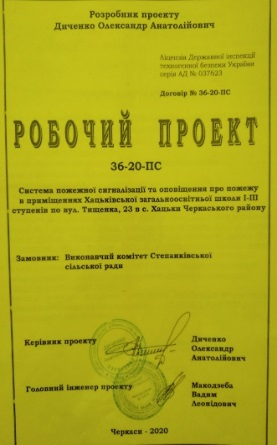 Розробник проекту
Диченко Олександр Анатолійович
Ліцензія Державної інспекції
техногенної безпеки України
серія АД № 037623
Договір № 36-20-ПС
РОБОЧИЙ ПРОЕКТ
36-20-ПС
Система пожежної сигналізації та оповіщення про пожежу
в приміщеннях Хацьківської загальноосвітньої школи І-ІІІ
ступенів по вул. Тищенка, 23 в с. Хацьки Черкаського району
Замовник: Виконавчий комітет Степанківської
сільської ради
Керівник проекту Диченко
Олександр
Анатолійович
Головний інженер проекту Маводзеба
Вадим
Леонідович
Черкаси - 2020